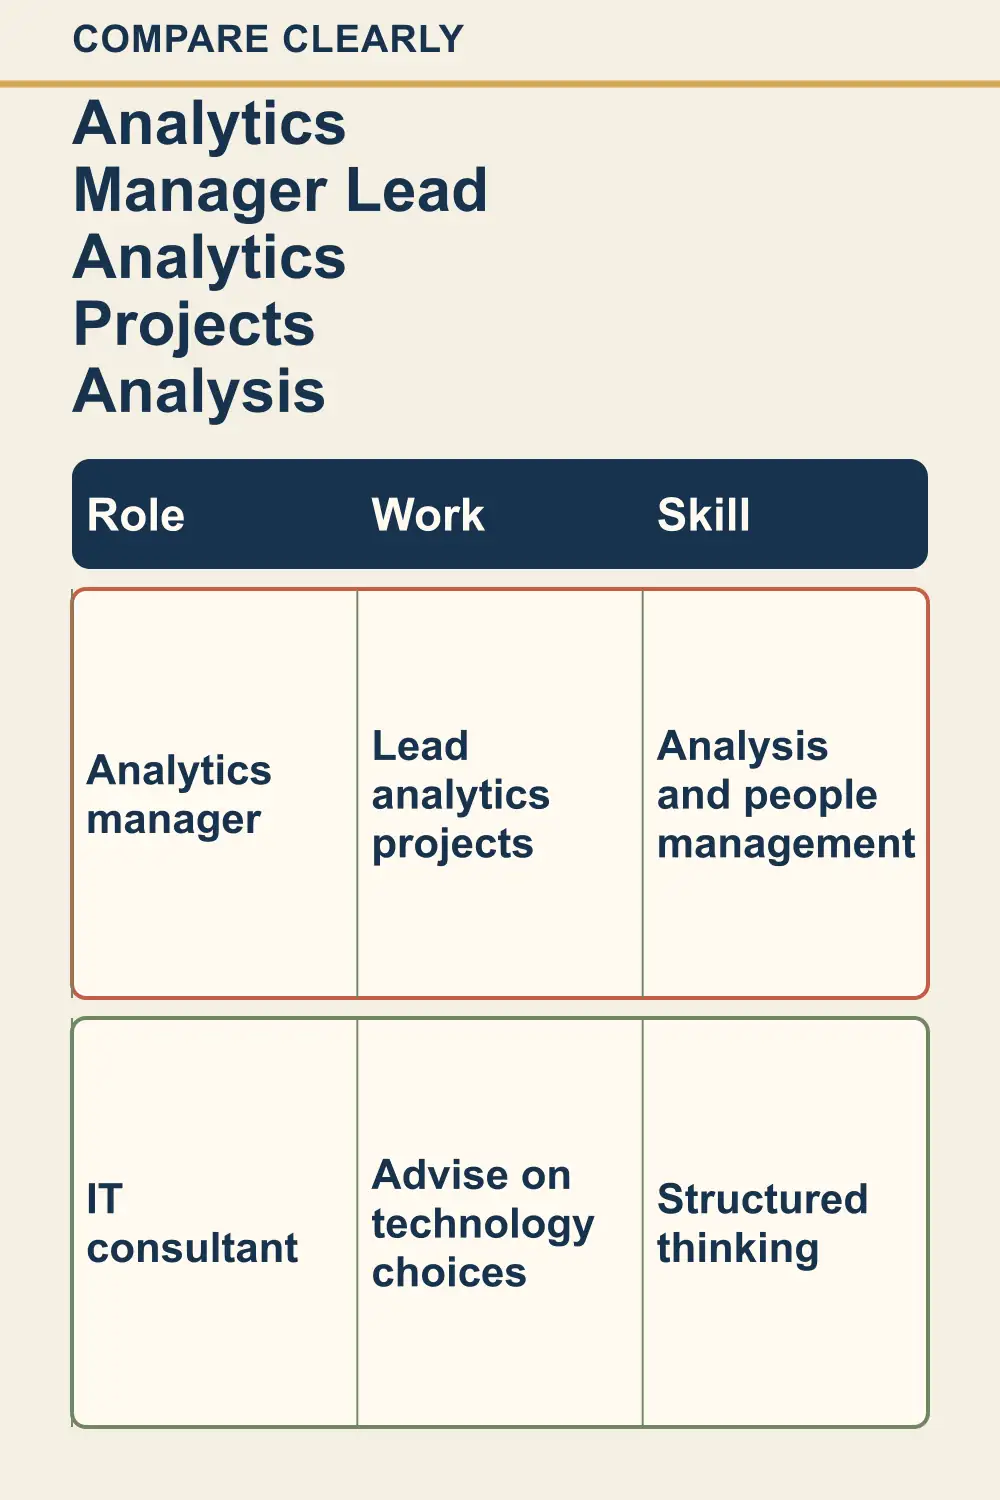 COMPARE CLEARLY
Analytics
Manager Lead
Analytics
Projects
Analysis
Role Work Skill
Analytics
manager
Lead
analytics
projects
Analysis
and people
management
IT
consultant
Advise on
technology
choices
Structured
thinking